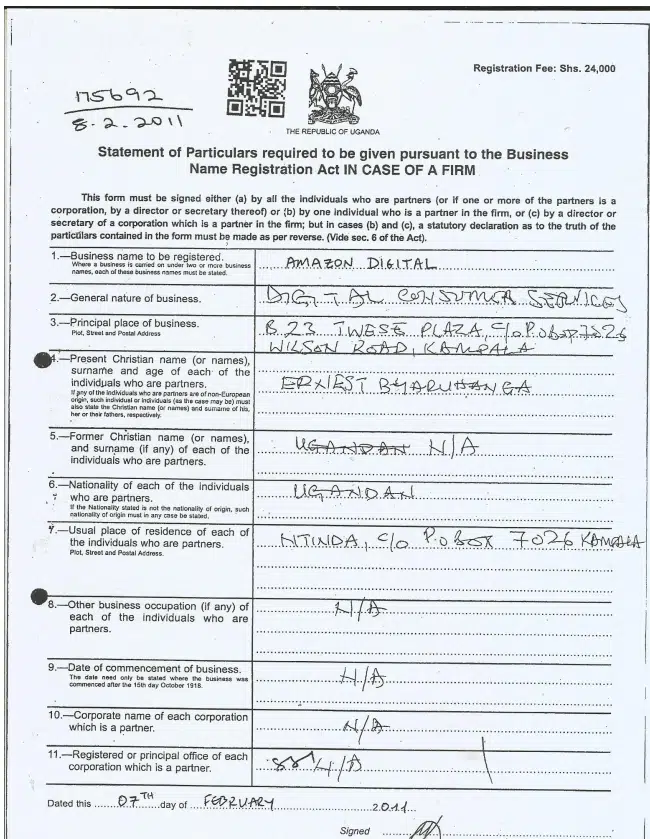 Registration Fee: Shs. 24,000
175692
8.2.2011
THE REPUBLIC OF UGANDA
Statement of Particulars required to be given pursuant to the Business
Name Registration Act IN CASE OF A FIRM
This form must be signed either (a) by all the individuals who are partners (or if one or more of the partners is a
corporation, by a director or secretary thereof) or (b) by one individual who is a partner in the firm, or (c) by a director or
secretary of a corporation which is a partner in the firm; but in cases (b) and (c), a statutory declaration as to the truth of the
particulars contained in the form must be made as per reverse. (Vide sec. 6 of the Act).
1.—Business name to be registered.
Where a business is carried on under two or more business
names, each of these business names must be stated.
AMAZON DIGITAL
2.—General nature of business.
DIGITAL CONSUMER SERVICES
3.—Principal place of business.
Plot, Street and Postal Address
B 23 TWESE PLAZA, C/O P.O BOX 7026
WILSON ROAD, KAMPALA
4.—Present Christian name (or names),
surname and age of each of the
individuals who are partners.
If any of the individuals who are partners are of non-European
origin, such individual or individuals (as the case may be) must
also state the Christian name (or names) and surname of his,
her or their fathers, respectively.
ERNIEST BYARUHANGA
5.—Former Christian name (or names),
and surname (if any) of each of the
individuals who are partners.
UGANDAN N/A
6.—Nationality of each of the individuals
who are partners.
If the Nationality stated is not the nationality of origin, such
nationality of origin must in any case be stated.
UGANDAN
7.—Usual place of residence of each of
the individuals who are partners.
Plot, Street and Postal Address.
NTINDA, C/O P.O BOX 7026 KAMPALA
8.—Other business occupation (if any) of
each of the individuals who are
partners.
N/A
9.—Date of commencement of business.
The date need only be stated where the business was
commenced after the 15th day October 1918.
N/A
10.—Corporate name of each corporation
which is a partner.
N/A
11.—Registered or principal office of each
corporation which is a partner.
N/A
Dated this 07TH day of FEBRUARY 2011
Signed